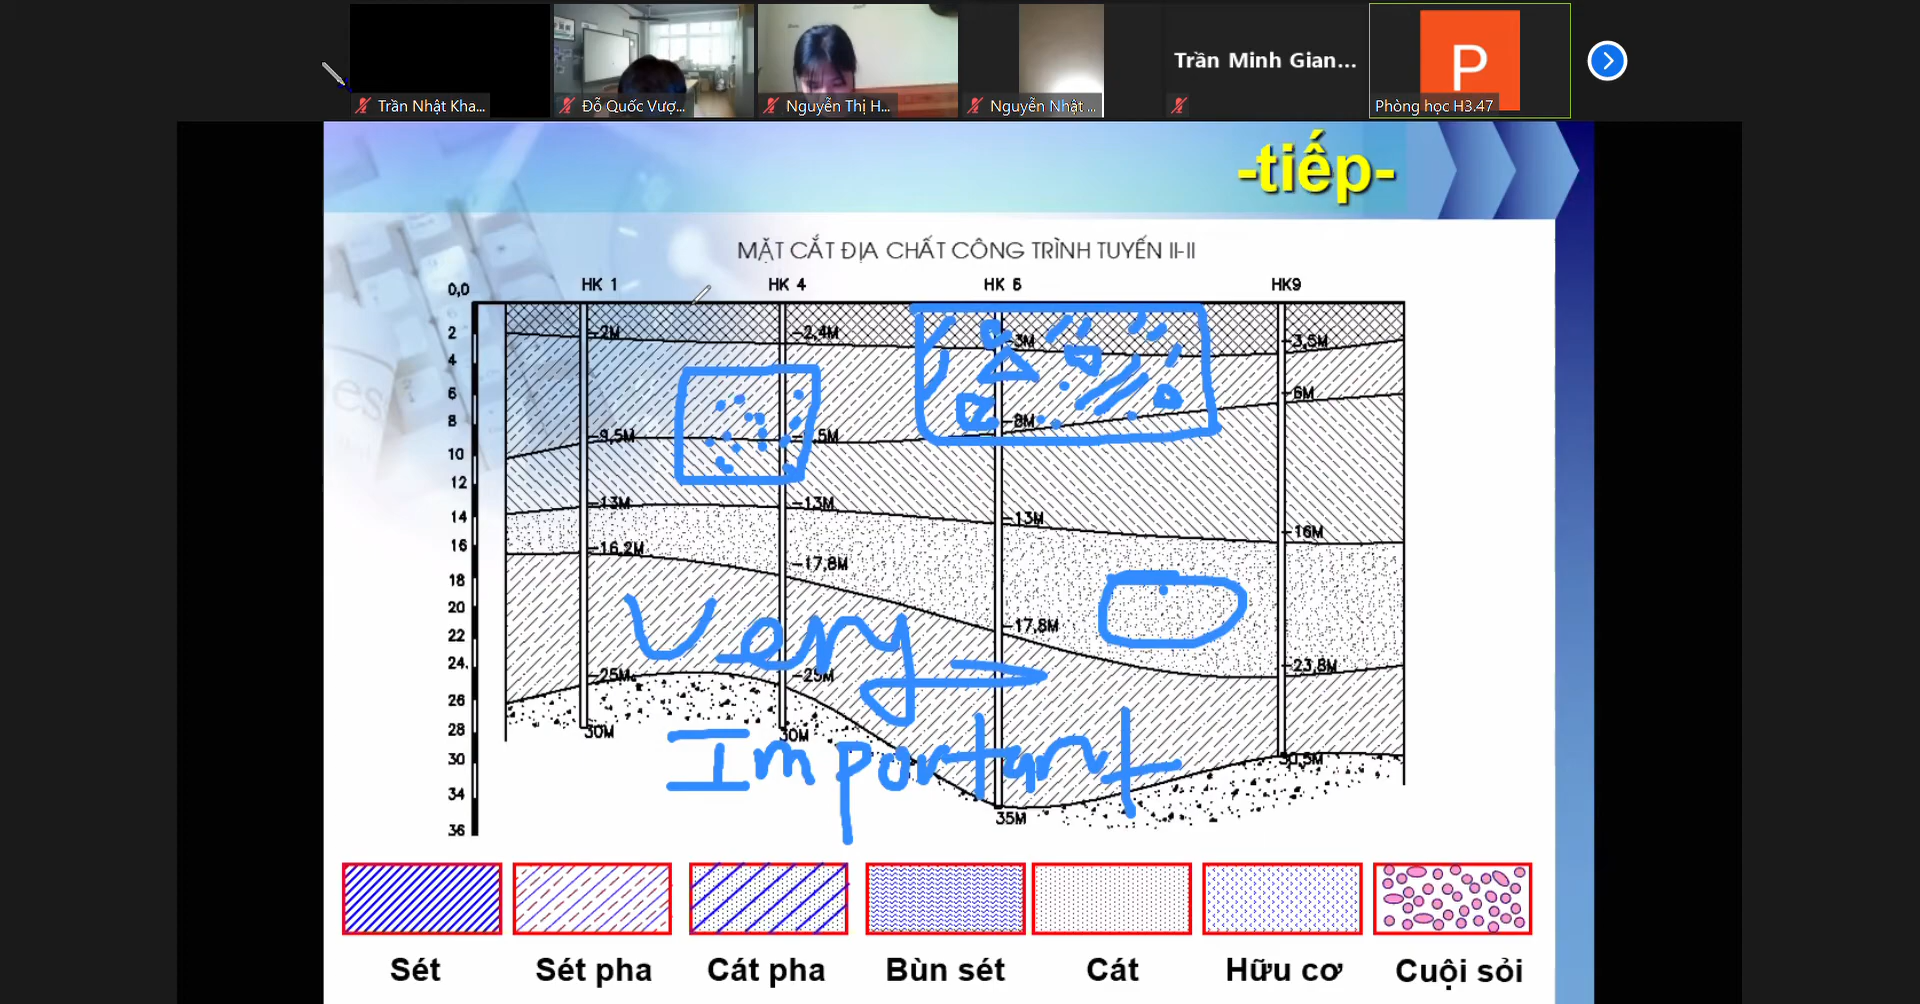 Trần Nhật Kha...
Đỗ Quốc Vượ...
Nguyễn Thị H...
Nguyễn Nhật ...
Trần Minh Gian...
P
Phòng học H3.47
-tiếp-
MẶT CẮT ĐỊA CHẤT CÔNG TRÌNH TUYẾN II-II
HK 1 HK 4 HK 6 HK9
0,0
2 -2M -2,4M -3M -3,5M
4
6 -6M
8 -8M
-9,5M ,5M
10
12
-13M -13M -13M
14
16 -16,2M -17,8M -16M
18
20
22 -17,8M
24. -25M -25M -23,8M
26
28 30M 30M
30 30,5M
34
36 35M
Very
Important
Sét Sét pha Cát pha Bùn sét Cát Hữu cơ Cuội sỏi